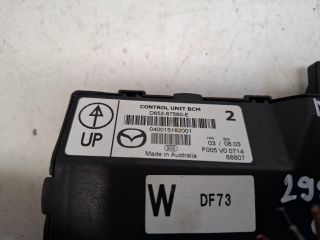 CONTROL UNIT BCM
D652-67560-E
2
040015182001
03 / 08.03
F005 V0 0714
Made in Australia
88807
UP
W
DF73